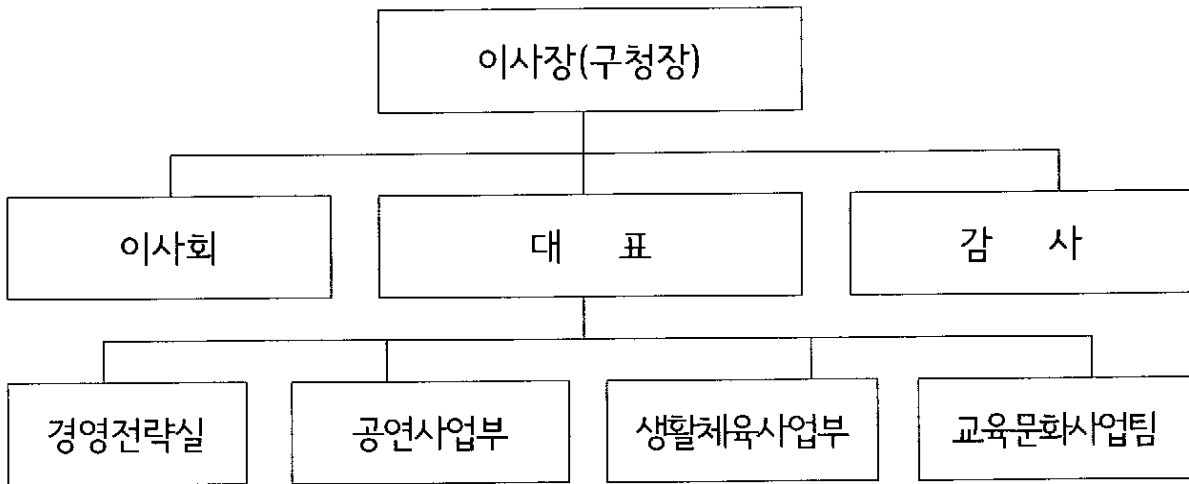 이사장(구청장)
이사회
대 표
감 사
경영전략실
공연사업부
생활체육사업부
교육문화사업팀